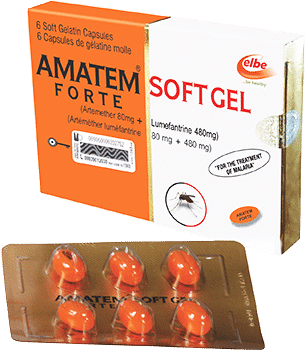 6 Soft Gelatin Capsules
6 Capsules de gélatine molle
AMATEM®
FORTE
(Artemether 80mg +
(Artéméther luméfantrine
SOFT GEL
Lumefantrine 480mg)
80 mg + 480 mg)
elbe
"FOR THE TREATMENT
OF MALARIA"
AMATEM
FORTE
AMATEM SOFT GEL
FORTE